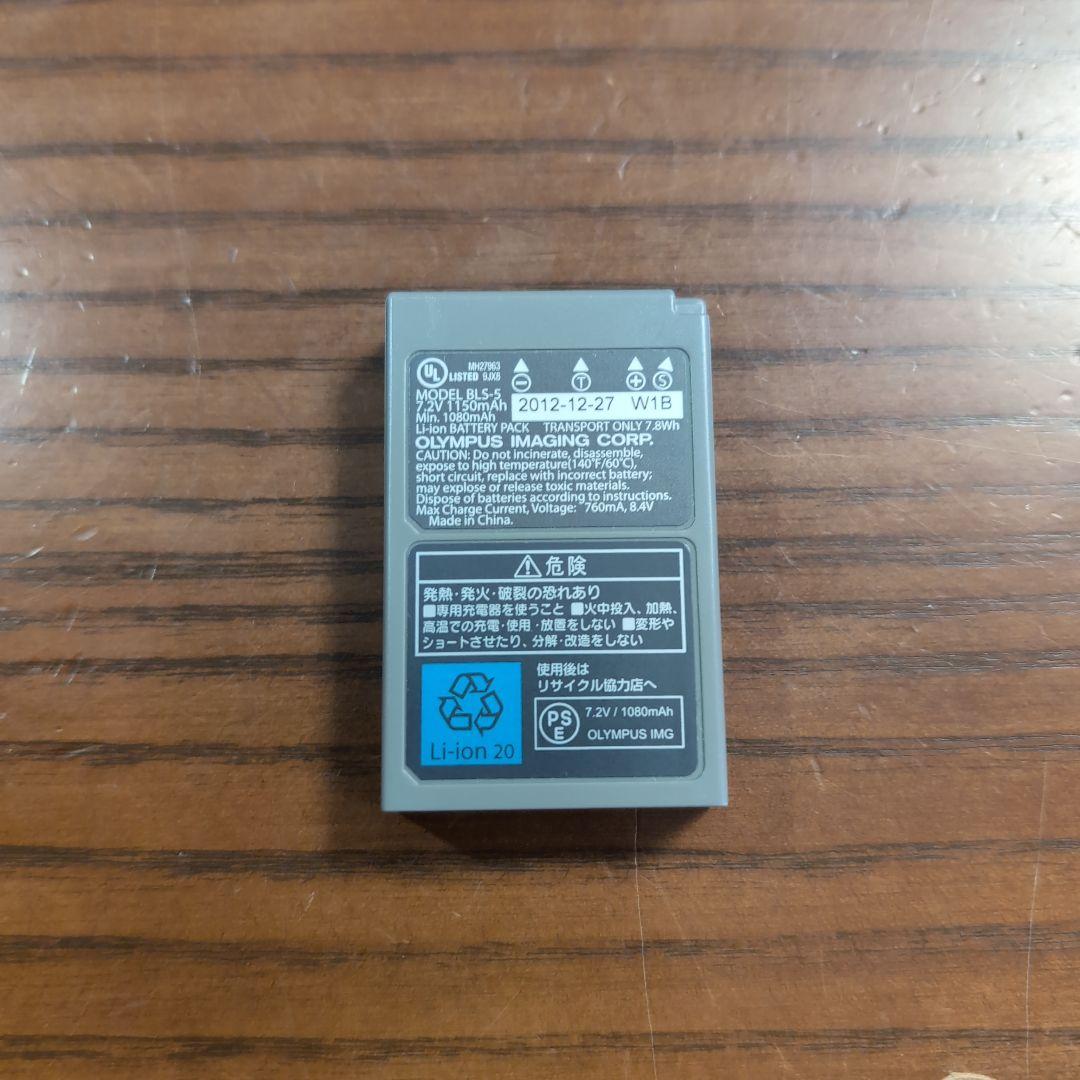 UL LISTED MH27963 9JX8
MODEL BLS-5
7.2V 1150mAh
Min. 1080mAh
− T + S
2012-12-27 W1B
Li-ion BATTERY PACK TRANSPORT ONLY 7.8Wh
OLYMPUS IMAGING CORP.
CAUTION: Do not incinerate, disassemble,
expose to high temperature(140°F/60°C),
short circuit, replace with incorrect battery;
may explode or release toxic materials.
Dispose of batteries according to instructions.
Max Charge Current, Voltage: 760mA, 8.4V
Made in China.
危険
発熱・発火・破裂の恐れあり
■専用充電器を使うこと ■火中投入、加熱、
高温での充電・使用・放置をしない ■変形や
ショートさせたり、分解・改造をしない
使用後は
リサイクル協力店へ
Li-ion 20
PSE 7.2V / 1080mAh
OLYMPUS IMG